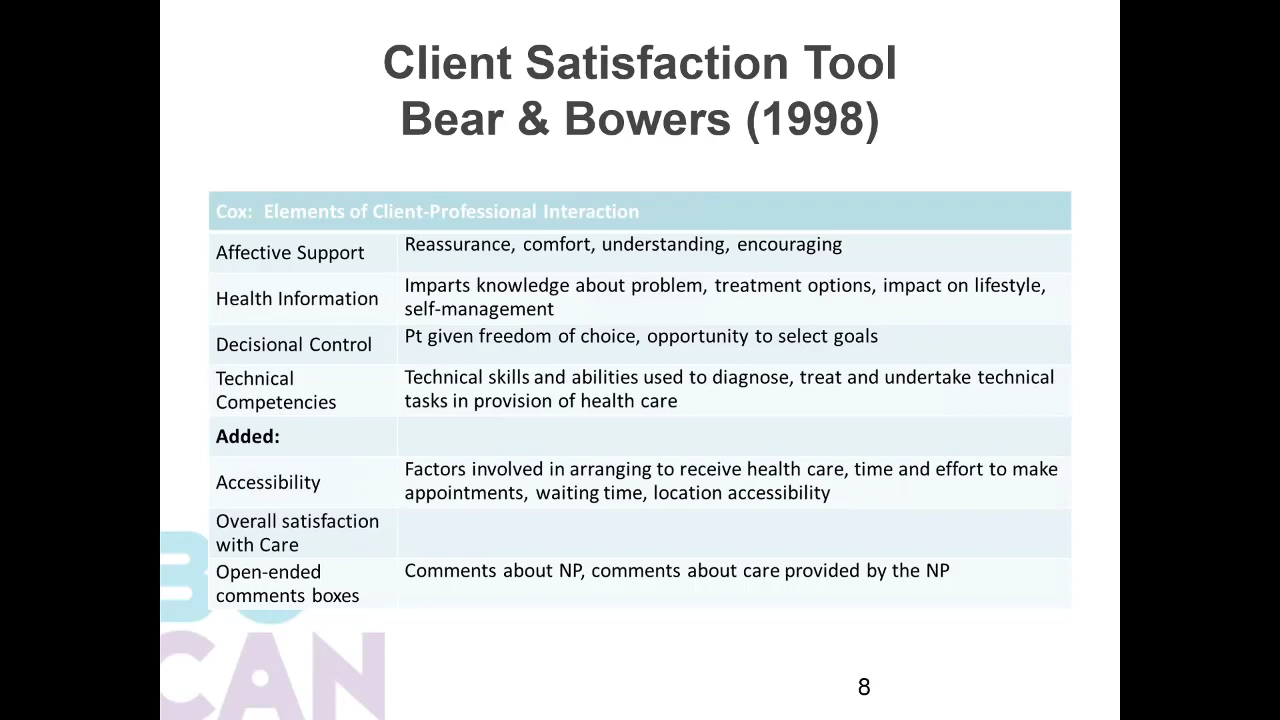 Client Satisfaction Tool
Bear & Bowers (1998)
Cox:  Elements of Client-Professional Interaction
Affective Support
Reassurance, comfort, understanding, encouraging
Health Information
Imparts knowledge about problem, treatment options, impact on lifestyle,
self-management
Decisional Control
Pt given freedom of choice, opportunity to select goals
Technical
Competencies
Technical skills and abilities used to diagnose, treat and undertake technical
tasks in provision of health care
Added:
Accessibility
Factors involved in arranging to receive health care, time and effort to make
appointments, waiting time, location accessibility
Overall satisfaction
with Care
Open-ended
comments boxes
Comments about NP, comments about care provided by the NP
CAN
8